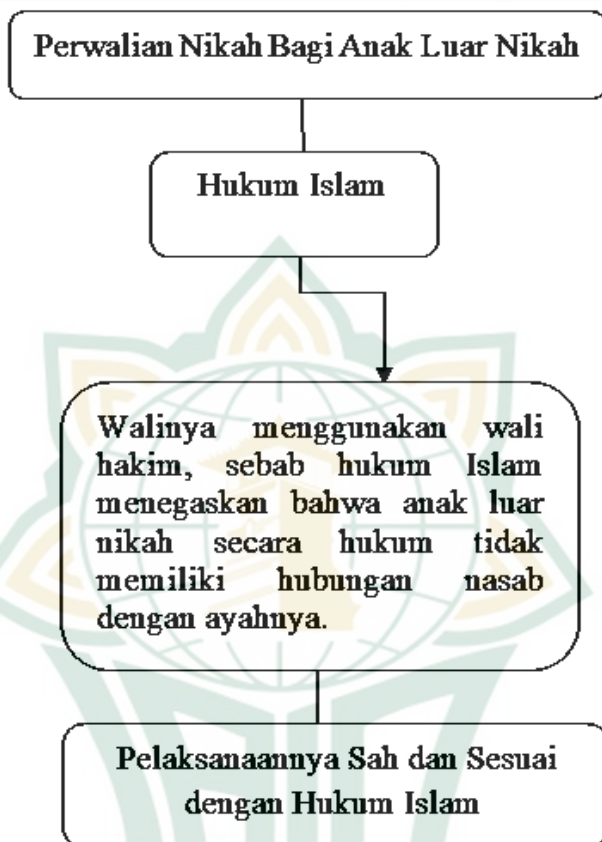 Perwalian Nikah Bagi Anak Luar Nikah
Hukum Islam
Walinya menggunakan wali
hakim, sebab hukum Islam
menegaskan bahwa anak luar
nikah secara hukum tidak
memiliki hubungan nasab
dengan ayahnya.
Pelaksanaannya Sah dan Sesuai
dengan Hukum Islam